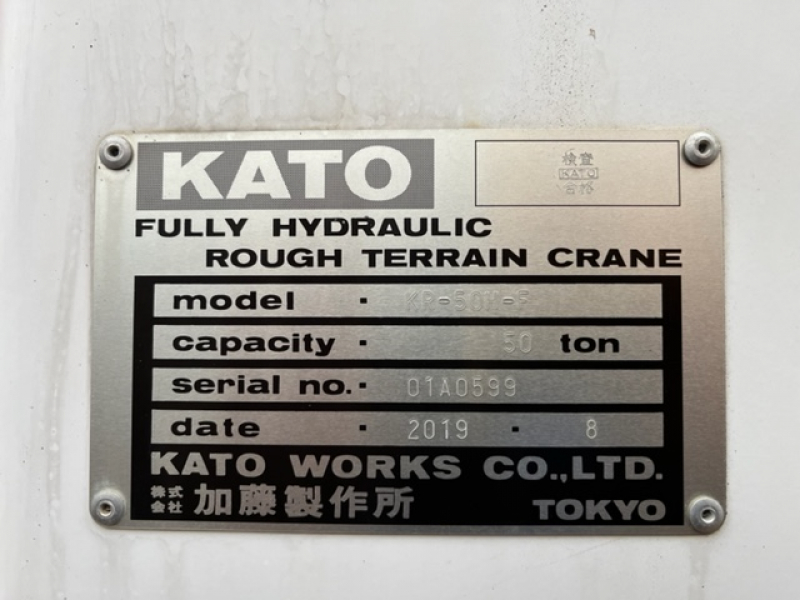 KATO
検査
KATO
合格
FULLY HYDRAULIC
ROUGH TERRAIN CRANE
model ·
capacity · 50 ton
serial no. · 01A0599
date · 2019 · 8
KATO WORKS CO.,LTD.
株式会社 加藤製作所 TOKYO